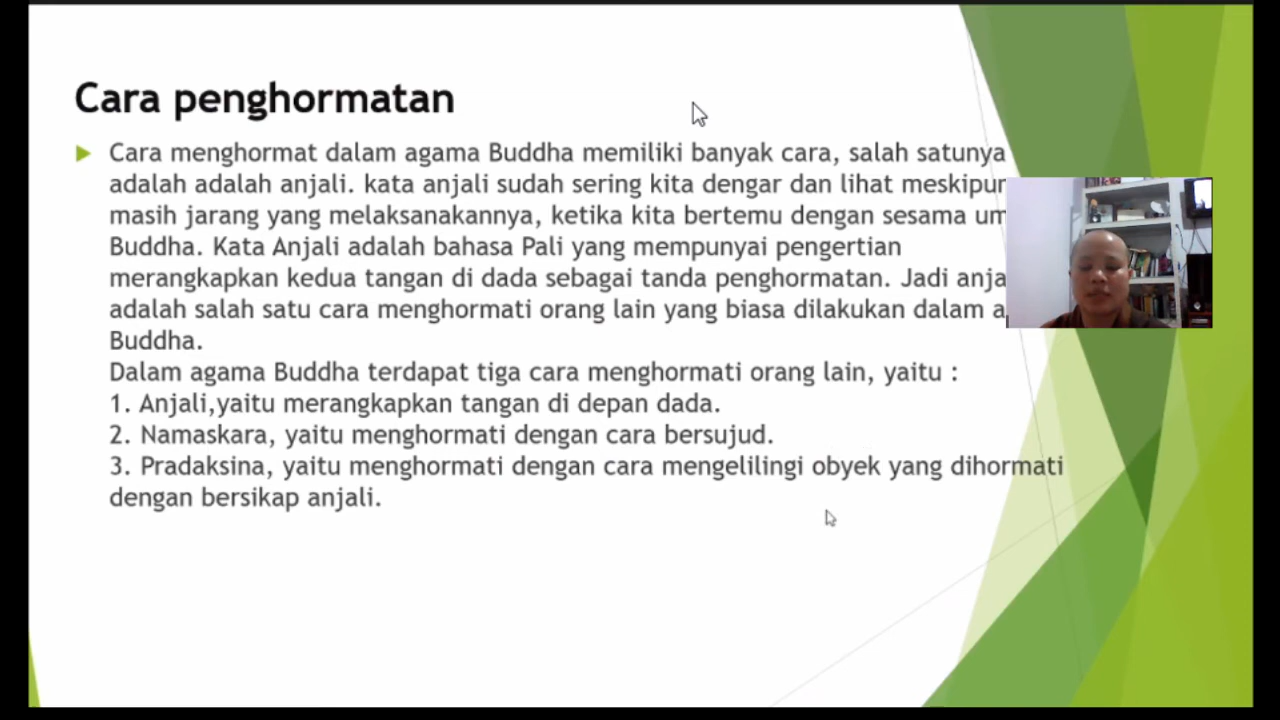 Cara penghormatan
Cara menghormat dalam agama Buddha memiliki banyak cara, salah satunya
adalah adalah anjali. kata anjali sudah sering kita dengar dan lihat meskipun
masih jarang yang melaksanakannya, ketika kita bertemu dengan sesama um
Buddha. Kata Anjali adalah bahasa Pali yang mempunyai pengertian
merangkapkan kedua tangan di dada sebagai tanda penghormatan. Jadi anja
adalah salah satu cara menghormati orang lain yang biasa dilakukan dalam a
Buddha.
Dalam agama Buddha terdapat tiga cara menghormati orang lain, yaitu :
1. Anjali,yaitu merangkapkan tangan di depan dada.
2. Namaskara, yaitu menghormati dengan cara bersujud.
3. Pradaksina, yaitu menghormati dengan cara mengelilingi obyek yang dihormati
dengan bersikap anjali.